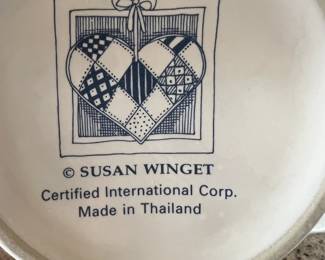 © SUSAN WINGET
Certified International Corp.
Made in Thailand